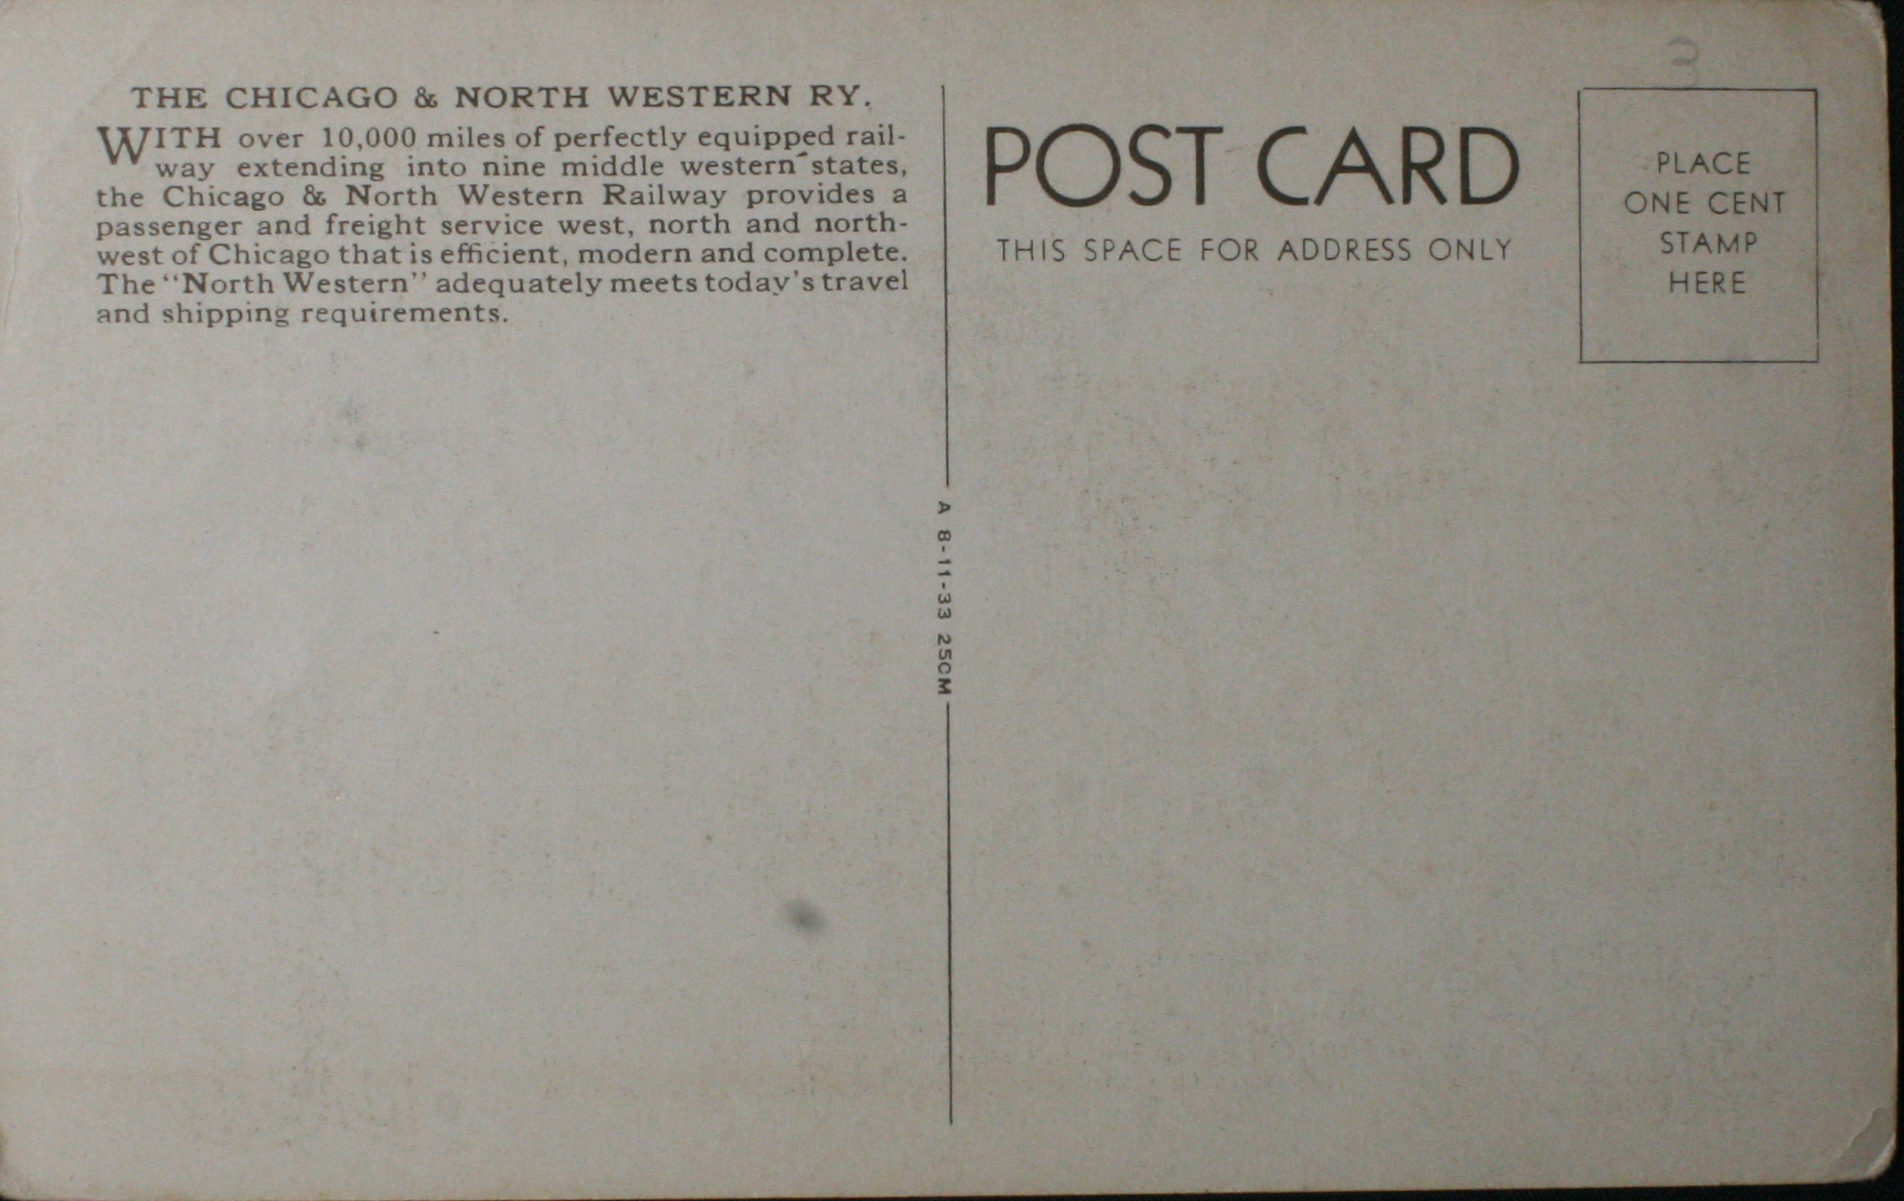 THE CHICAGO & NORTH WESTERN RY.
WITH over 10,000 miles of perfectly equipped rail-
way extending into nine middle western states,
the Chicago & North Western Railway provides a
passenger and freight service west, north and north-
west of Chicago that is efficient, modern and complete.
The "North Western" adequately meets today's travel
and shipping requirements.
A 8-11-33 25CM
POST CARD
THIS SPACE FOR ADDRESS ONLY
3
PLACE
ONE CENT
STAMP
HERE